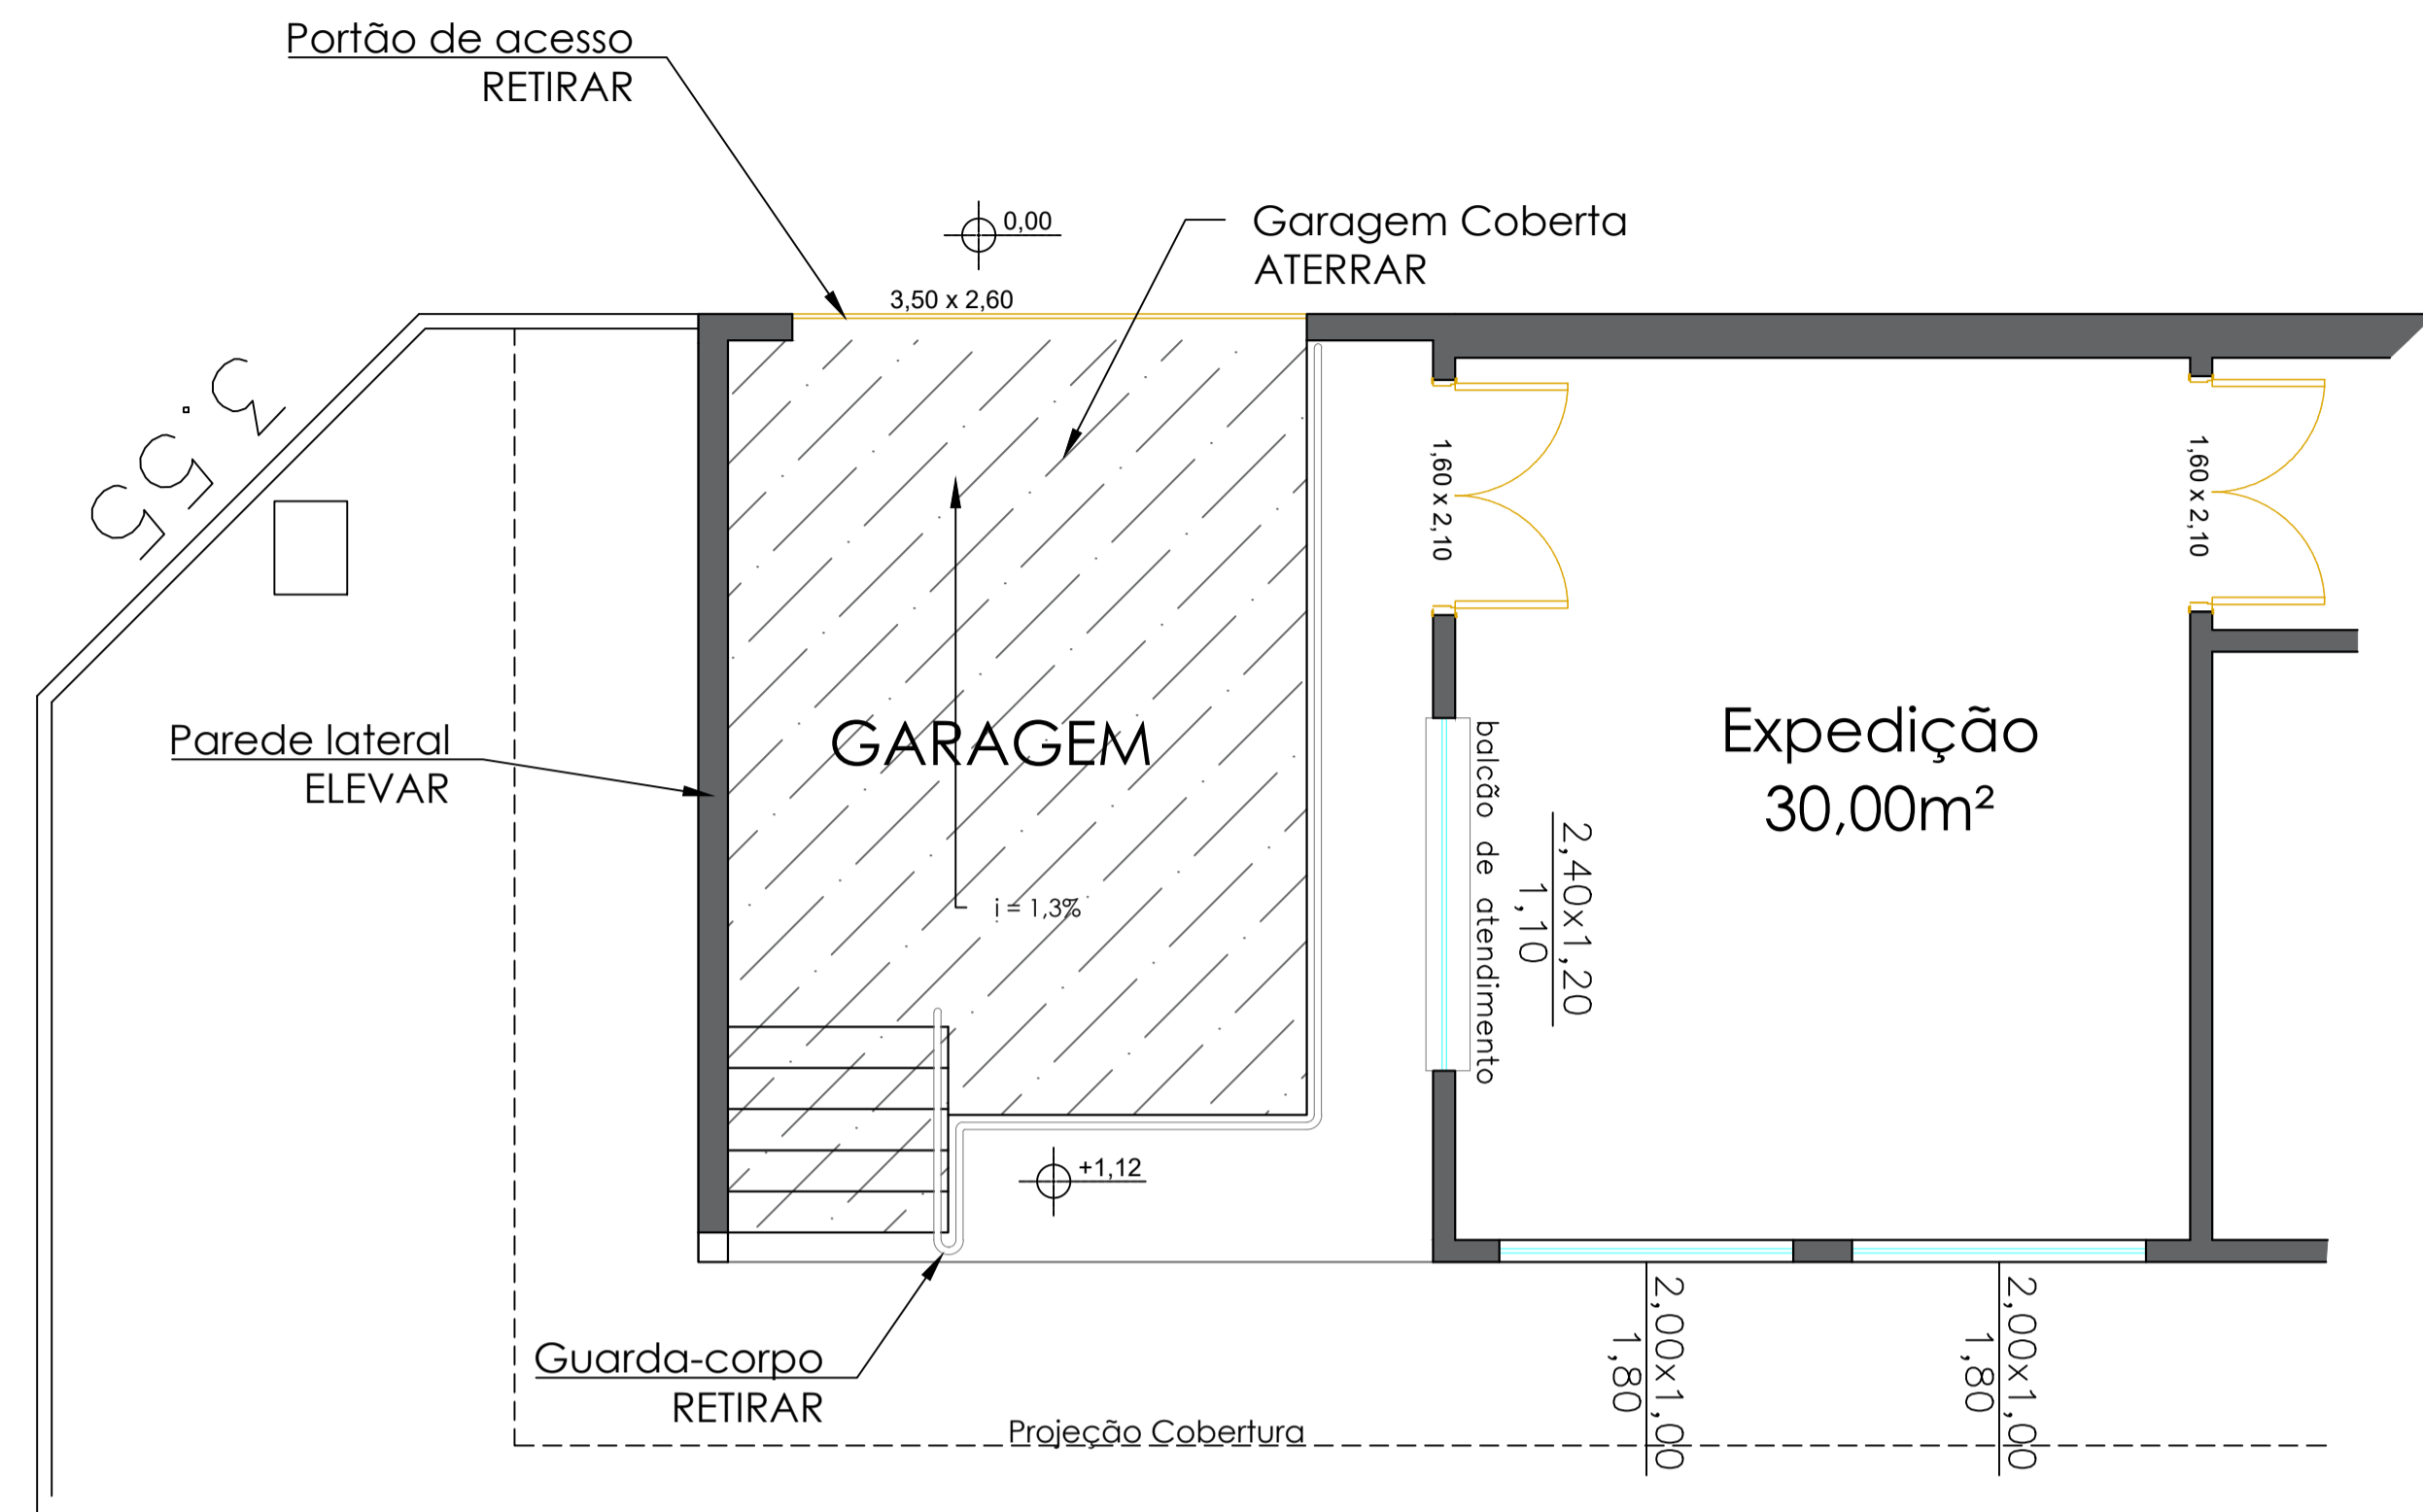 Portão de acesso
RETIRAR
0,00
Garagem Coberta
ATERRAR
3,50 x 2,60
3.55
1,60 x 2,10
1,60 x 2,10
Parede lateral
ELEVAR
GARAGEM
Expedição
30,00m²
balcão de atendimento
2,40x1,20
1,10
i = 1,3%
+1,12
Guarda-corpo
RETIRAR
2,00x1,00
1,80
2,00x1,00
1,80
Projeção Cobertura